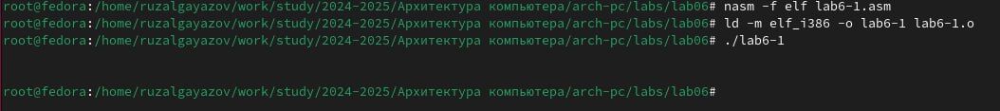 root@fedora:/home/ruzalgayazov/work/study/2024-2025/Архитектура компьютера/arch-pc/labs/lab06# nasm -f elf lab6-1.asm
root@fedora:/home/ruzalgayazov/work/study/2024-2025/Архитектура компьютера/arch-pc/labs/lab06# ld -m elf_i386 -o lab6-1 lab6-1.o
root@fedora:/home/ruzalgayazov/work/study/2024-2025/Архитектура компьютера/arch-pc/labs/lab06# ./lab6-1
root@fedora:/home/ruzalgayazov/work/study/2024-2025/Архитектура компьютера/arch-pc/labs/lab06#